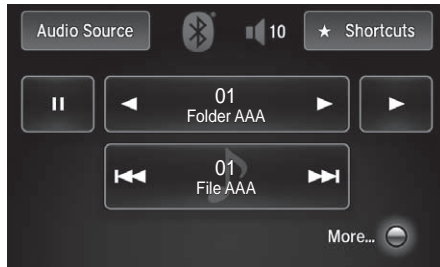 Audio Source
10
★ Shortcuts
01
Folder AAA
01
File AAA
More...